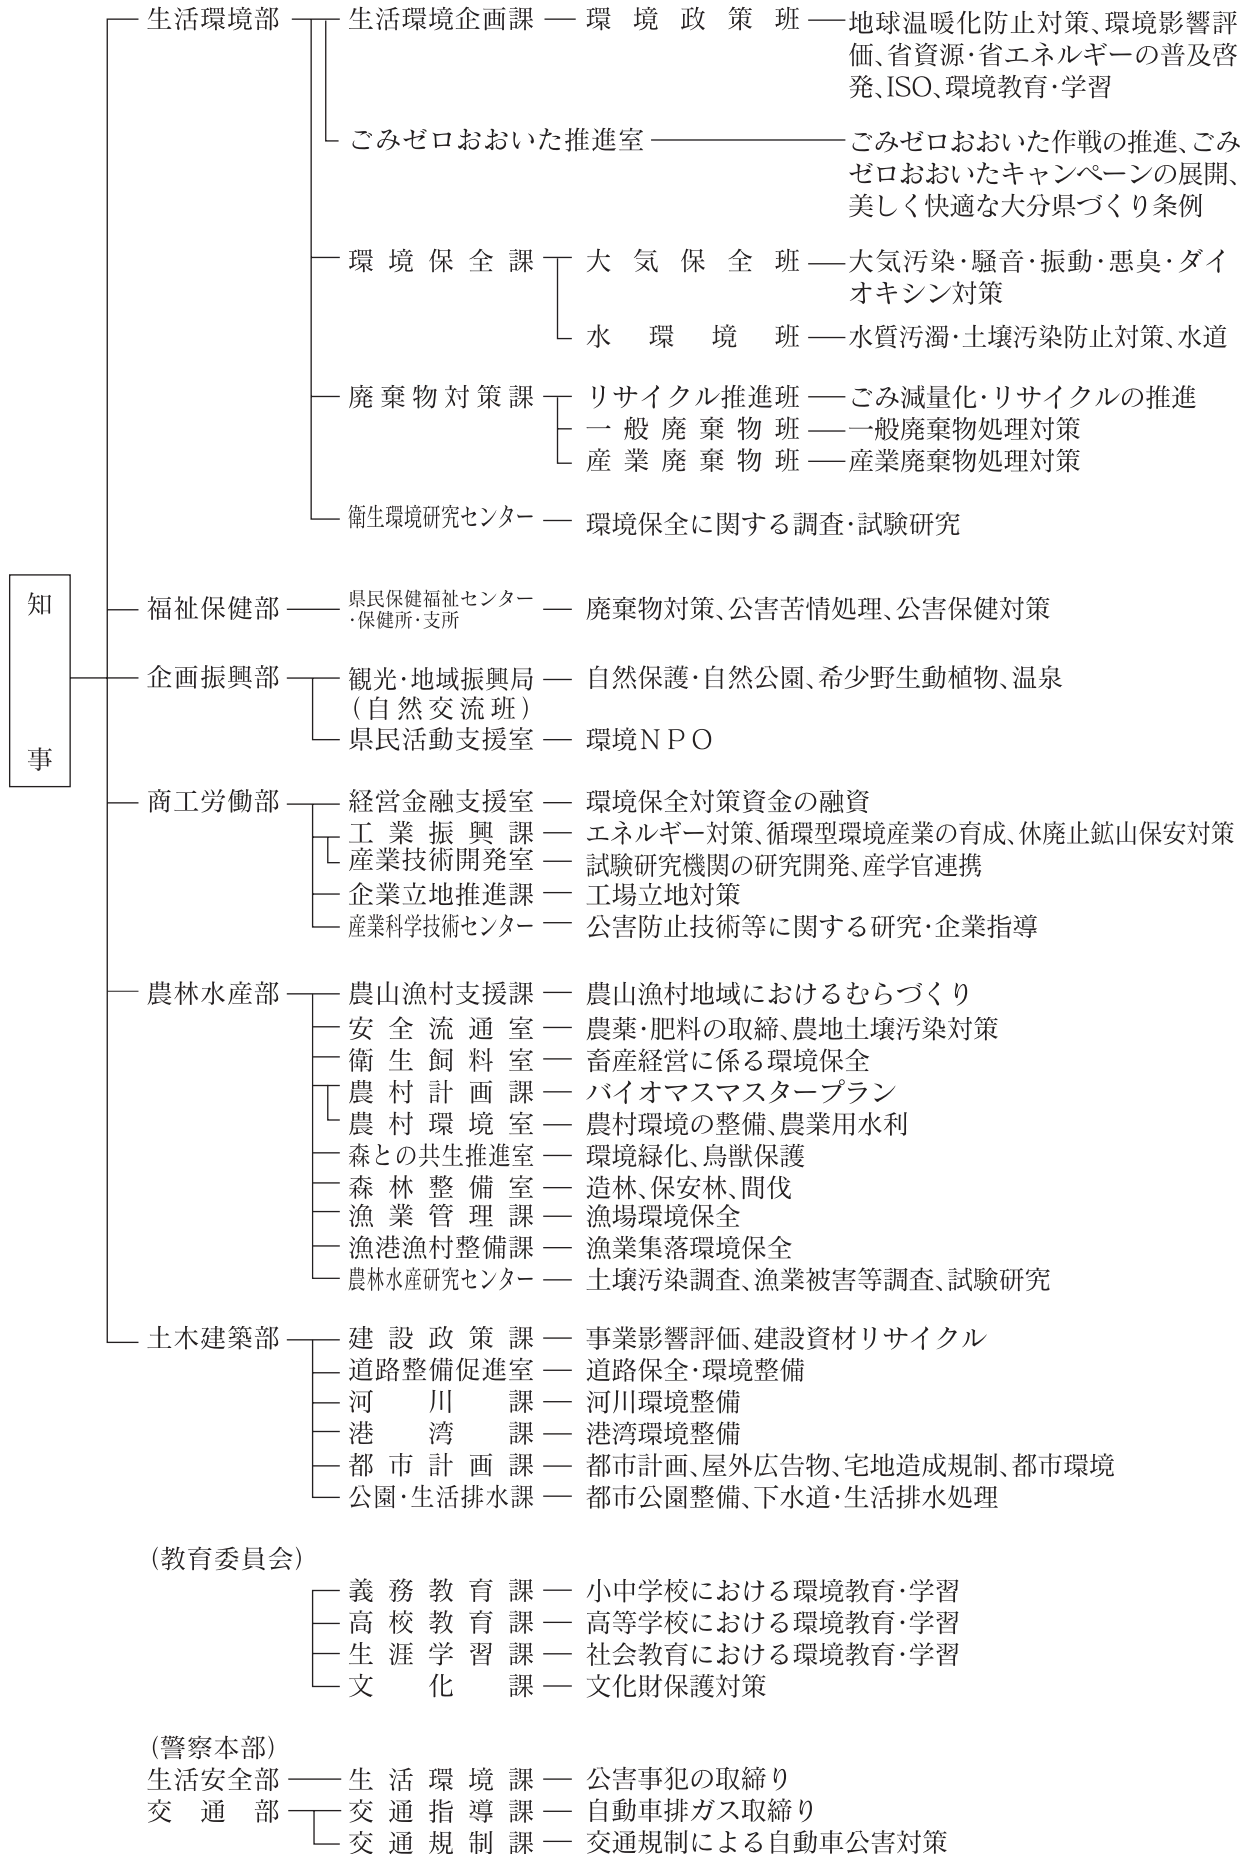 生活環境部 生活環境企画課 環境政策班 地球温暖化防止対策、環境影響評
価、省資源・省エネルギーの普及啓
発、ISO、環境教育・学習
ごみゼロおおいた推進室 ごみゼロおおいた作戦の推進、ごみ
ゼロおおいたキャンペーンの展開、
美しく快適な大分県づくり条例
環境保全課 大気保全班 大気汚染・騒音・振動・悪臭・ダイ
オキシン対策
水環境班 水質汚濁・土壌汚染防止対策、水道
廃棄物対策課 リサイクル推進班 ごみ減量化・リサイクルの推進
一般廃棄物班 一般廃棄物処理対策
産業廃棄物班 産業廃棄物処理対策
衛生環境研究センター 環境保全に関する調査・試験研究
知事
福祉保健部 県民保健福祉センター
・保健所・支所 廃棄物対策、公害苦情処理、公害保健対策
企画振興部 観光・地域振興局 自然保護・自然公園、希少野生動植物、温泉
(自然交流班)
県民活動支援室 環境NPO
商工労働部 経営金融支援室 環境保全対策資金の融資
工業振興課 エネルギー対策、循環型環境産業の育成、休廃止鉱山保安対策
産業技術開発室 試験研究機関の研究開発、産学官連携
企業立地推進課 工場立地対策
産業科学技術センター 公害防止技術等に関する研究・企業指導
農林水産部 農山漁村支援課 農山漁村地域におけるむらづくり
安全流通室 農薬・肥料の取締、農地土壌汚染対策
衛生飼料室 畜産経営に係る環境保全
農村計画課 バイオマスマスタープラン
農村環境室 農村環境の整備、農業用水利
森との共生推進室 環境緑化、鳥獣保護
森林整備室 造林、保安林、間伐
漁業管理課 漁場環境保全
漁港漁村整備課 漁業集落環境保全
農林水産研究センター 土壌汚染調査、漁業被害等調査、試験研究
土木建築部 建設政策課 事業影響評価、建設資材リサイクル
道路整備促進室 道路保全・環境整備
河川課 河川環境整備
港湾課 港湾環境整備
都市計画課 都市計画、屋外広告物、宅地造成規制、都市環境
公園・生活排水課 都市公園整備、下水道・生活排水処理
(教育委員会)
義務教育課 小中学校における環境教育・学習
高校教育課 高等学校における環境教育・学習
生涯学習課 社会教育における環境教育・学習
文化課 文化財保護対策
(警察本部)
生活安全部 生活環境課 公害事犯の取締り
交通部 交通指導課 自動車排ガス取締り
交通規制課 交通規制による自動車公害対策